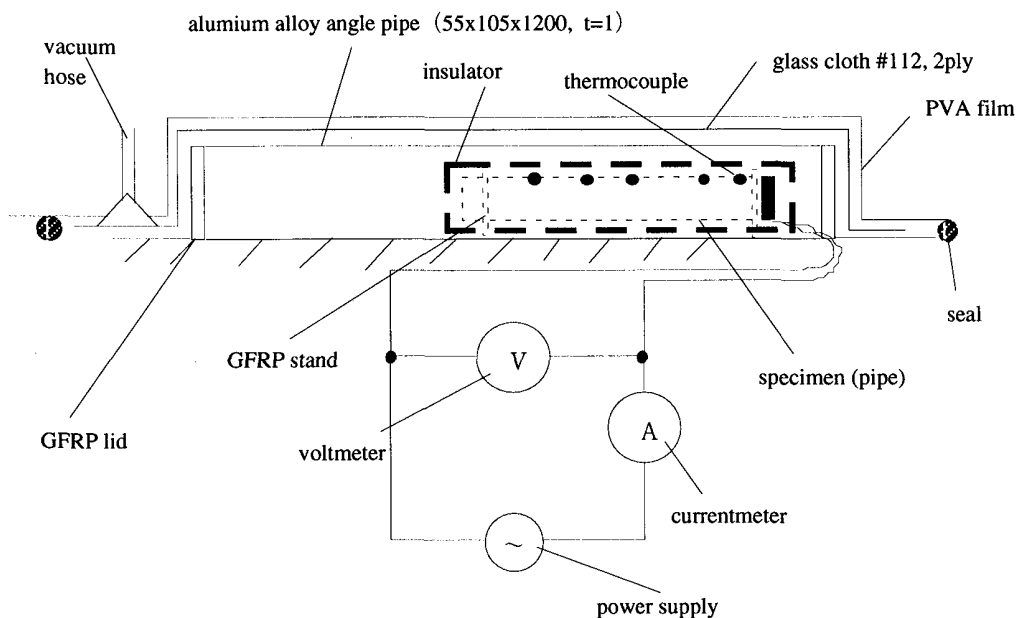 alumium alloy angle pipe (55x105x1200, t=1)
vacuum
hose
insulator
thermocouple
glass cloth #112, 2ply
PVA film
seal
GFRP stand
V
specimen (pipe)
GFRP lid
voltmeter
A
currentmeter
~
power supply